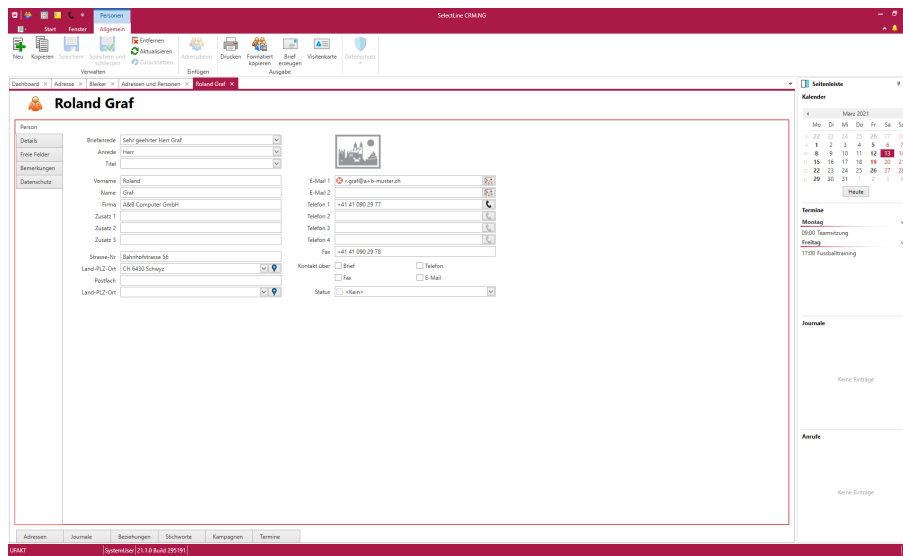 Personen
SelectLine CRM.NG
Start Fenster Allgemein
Neu
Kopieren
Speichern
Speichern und schliessen
Entfernen
Aktualisieren
Zurücksetzen
Adressdaten
Drucken
Formatiert kopieren
Brief erzeugen
Visitenkarte
Datenschutz
Verwalten Einfügen Ausgabe
Dashboard × Adresse × Bleiker × Adressen und Personen × Roland Graf ×
Roland Graf
Person
Details
Freie Felder
Bemerkungen
Datenschutz
Briefanrede Sehr geehrter Herr Graf
Anrede Herr
Titel
Vorname Roland
Name Graf
Firma A&B Computer GmbH
Zusatz 1
Zusatz 2
Zusatz 3
Strasse-Nr Bahnhofstrasse 56
Land-PLZ-Ort CH 6430 Schwyz
Postfach
Land-PLZ-Ort
E-Mail 1 r.graf@a+b-muster.ch
E-Mail 2
Telefon 1 +41 41 090 29 77
Telefon 2
Telefon 3
Telefon 4
Fax +41 41 090 29 78
Kontakt über Brief Telefon
Fax E-Mail
Status <Kein>
Seitenleiste
Kalender
März 2021
Mo Di Mi Do Fr Sa
22 23 24 25 26 27
1 2 3 4 5 6 7
8 9 10 11 12 13
15 16 17 18 19 20
22 23 24 25 26 27
29 30 31 1 2 3 4
Heute
Termine
Montag
09:00 Teamsitzung
Freitag
17:00 Fussballtraining
Journale
Keine Einträge
Anrufe
Keine Einträge
Adressen Journale Beziehungen Stichworte Kampagnen Termine
UFAKT SystemUser 21.1.0 Build 295191